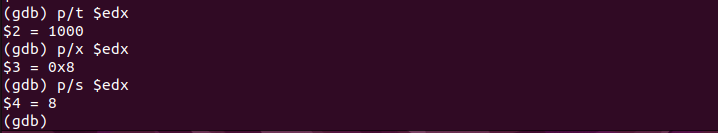 (gdb) p/t $edx
$2 = 1000
(gdb) p/x $edx
$3 = 0x8
(gdb) p/s $edx
$4 = 8
(gdb)